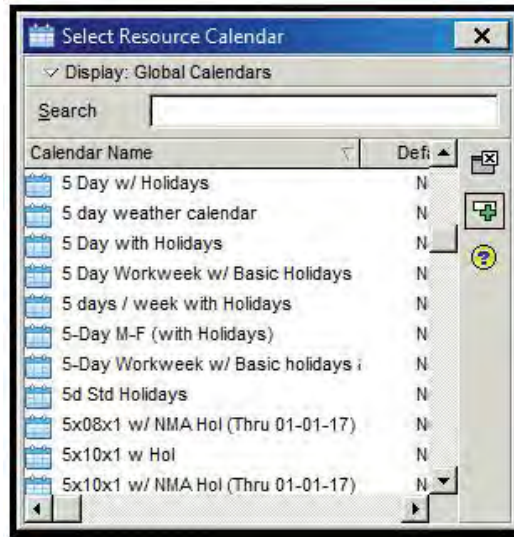 Select Resource Calendar
Display: Global Calendars
Search
Calendar Name Defa
5 Day w/ Holidays N
5 day weather calendar N
5 Day with Holidays N
5 Day Workweek w/ Basic Holidays N
5 days / week with Holidays N
5-Day M-F (with Holidays) N
5-Day Workweek w/ Basic holidays a N
5d Std Holidays N
5x08x1 w/ NMA Hol (Thru 01-01-17) N
5x10x1 w Hol N
5x10x1 w/ NMA Hol (Thru 01-01-17) N